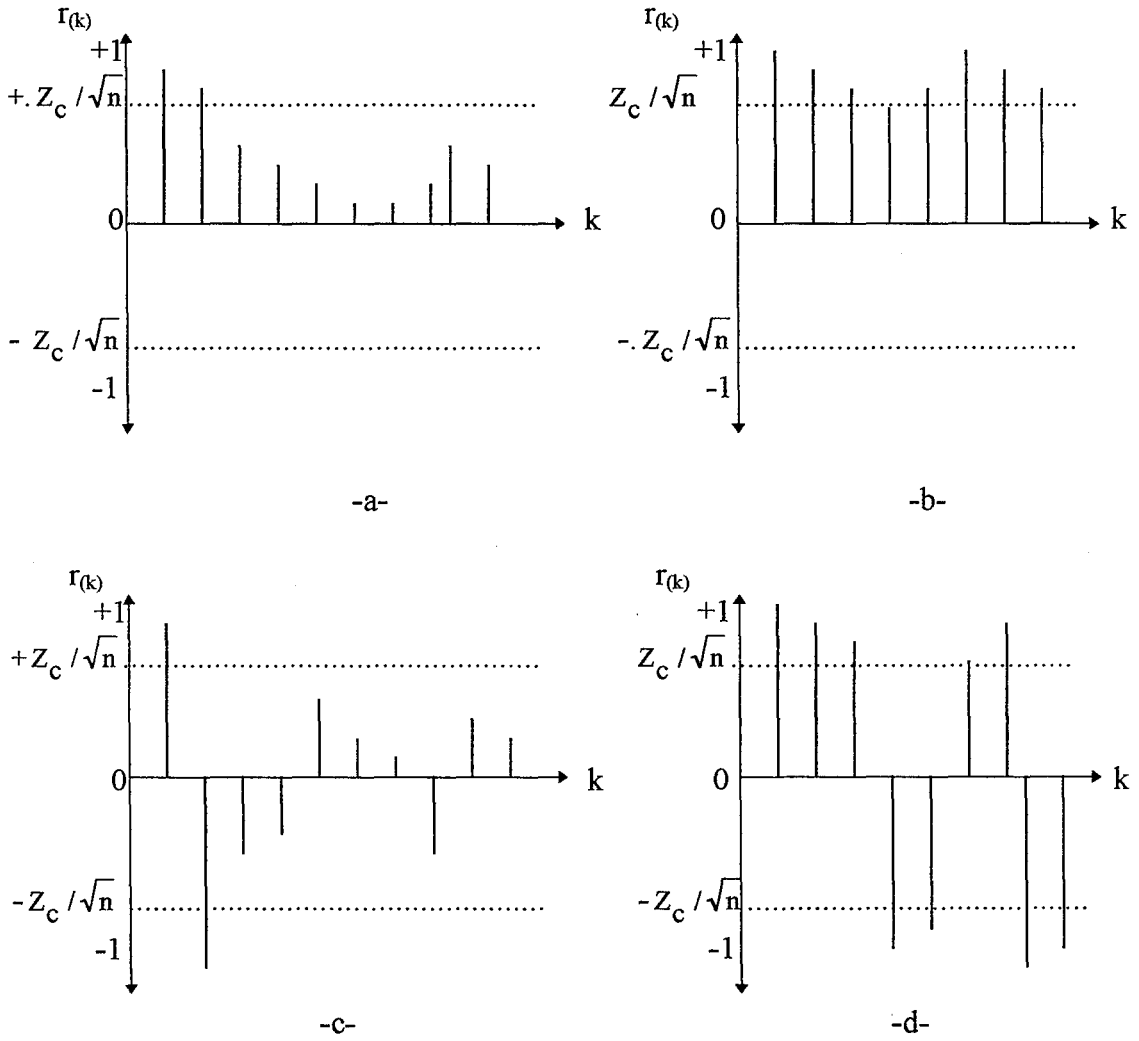 r(k)
+1
+. Zc /√n
0
k
- Zc /√n
-1
-a-
r(k)
+1
Zc /√n
0
k
-. Zc /√n
-1
-b-
r(k)
+1
+Zc /√n
0
k
-Zc /√n
-1
-c-
r(k)
+1
Zc /√n
0
k
-Zc /√n
-1
-d-